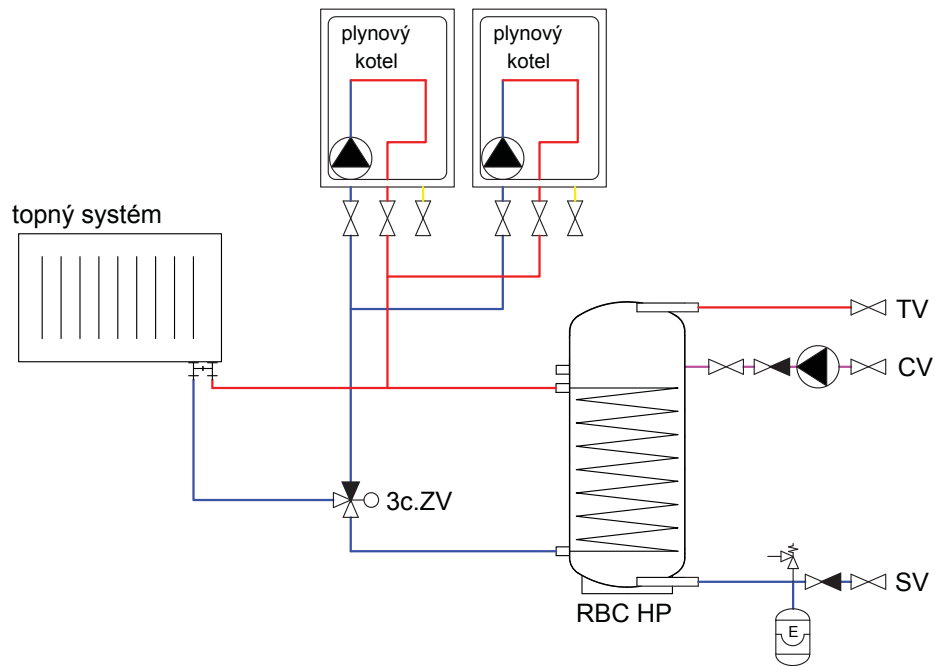 plynový
kotel
plynový
kotel
topný systém
TV
CV
3c.ZV
SV
RBC HP
E